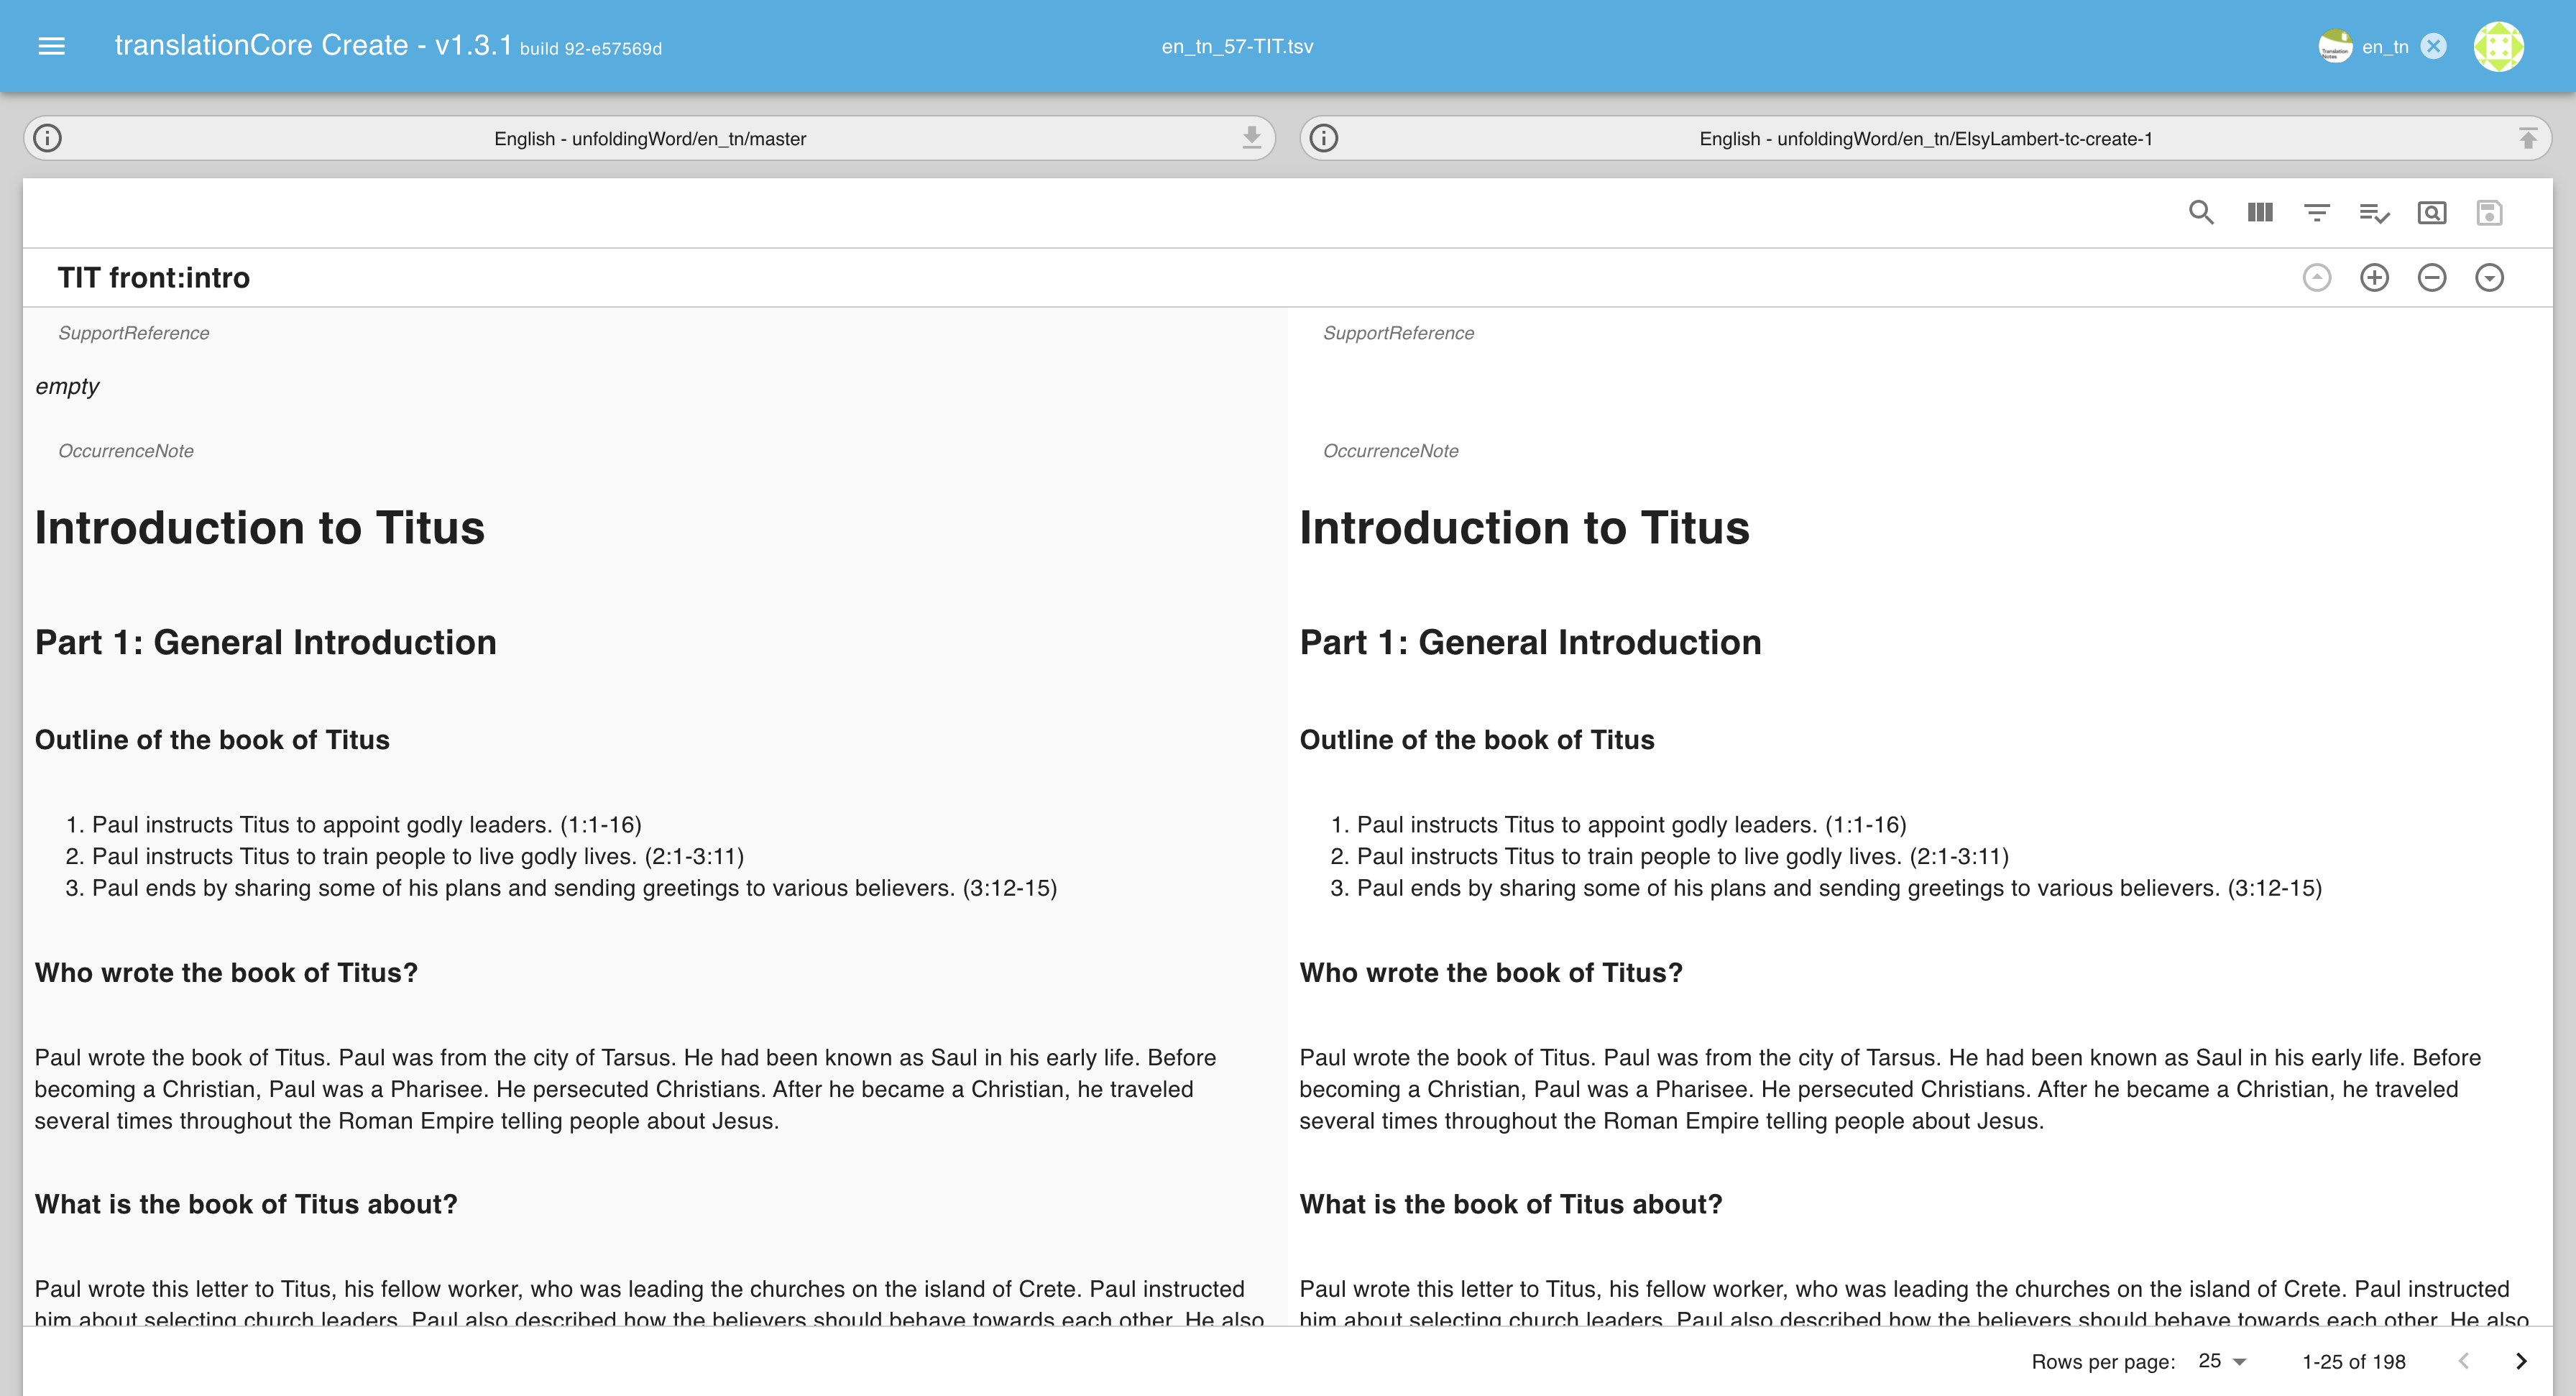 translationCore Create - v1.3.1 build 92-e57569d
en_tn_57-TIT.tsv
Translation
Notes
en_tn
English - unfoldingWord/en_tn/master
English - unfoldingWord/en_tn/ElsyLambert-tc-create-1
TIT front:intro
SupportReference
empty
OccurrenceNote
Introduction to Titus
Part 1: General Introduction
Outline of the book of Titus
1. Paul instructs Titus to appoint godly leaders. (1:1-16)
2. Paul instructs Titus to train people to live godly lives. (2:1-3:11)
3. Paul ends by sharing some of his plans and sending greetings to various believers. (3:12-15)
Who wrote the book of Titus?
Paul wrote the book of Titus. Paul was from the city of Tarsus. He had been known as Saul in his early life. Before
becoming a Christian, Paul was a Pharisee. He persecuted Christians. After he became a Christian, he traveled
several times throughout the Roman Empire telling people about Jesus.
What is the book of Titus about?
Paul wrote this letter to Titus, his fellow worker, who was leading the churches on the island of Crete. Paul instructed
him about selecting church leaders. Paul also described how the believers should behave towards each other. He also
SupportReference
OccurrenceNote
Introduction to Titus
Part 1: General Introduction
Outline of the book of Titus
1. Paul instructs Titus to appoint godly leaders. (1:1-16)
2. Paul instructs Titus to train people to live godly lives. (2:1-3:11)
3. Paul ends by sharing some of his plans and sending greetings to various believers. (3:12-15)
Who wrote the book of Titus?
Paul wrote the book of Titus. Paul was from the city of Tarsus. He had been known as Saul in his early life. Before
becoming a Christian, Paul was a Pharisee. He persecuted Christians. After he became a Christian, he traveled
several times throughout the Roman Empire telling people about Jesus.
What is the book of Titus about?
Paul wrote this letter to Titus, his fellow worker, who was leading the churches on the island of Crete. Paul instructed
him about selecting church leaders. Paul also described how the believers should behave towards each other. He also
Rows per page: 25 1-25 of 198